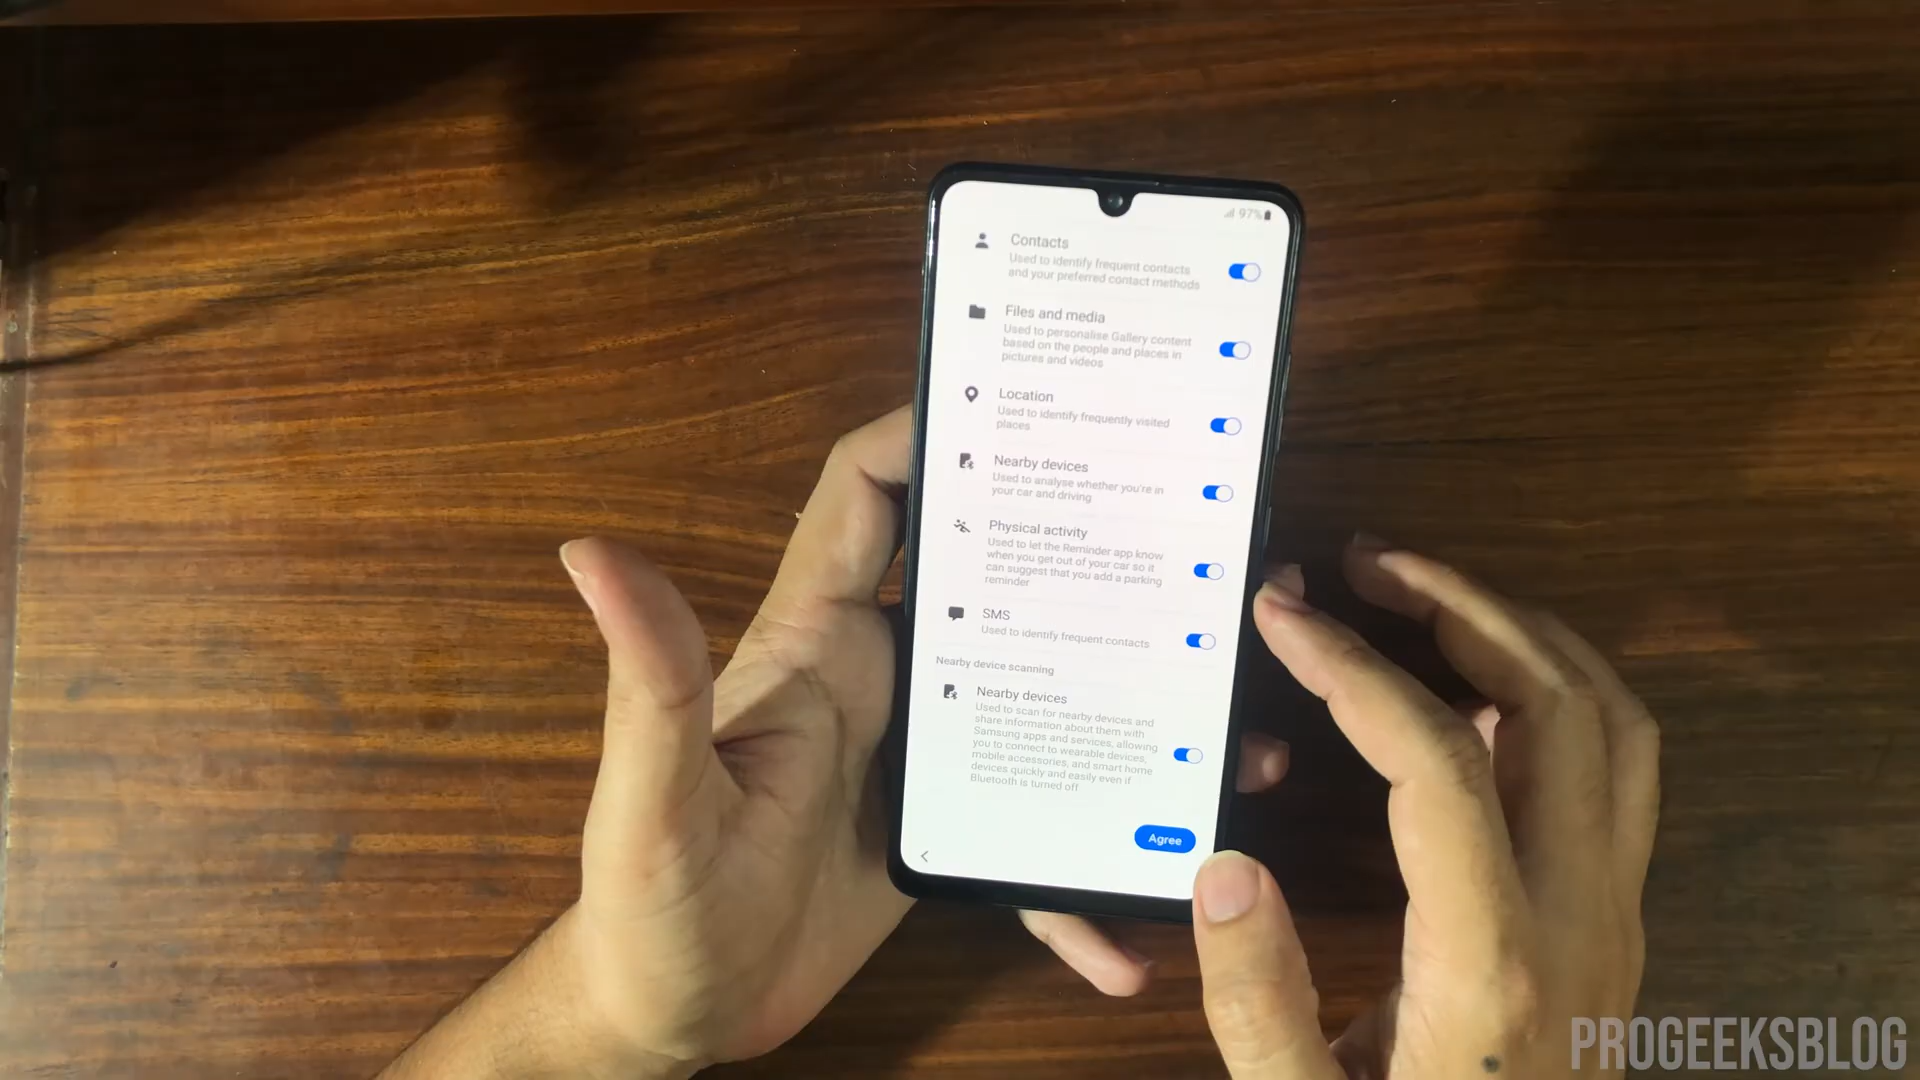 97%
Contacts
Used to identify frequent contacts
and your preferred contact methods
Files and media
Used to personalise Gallery content
based on the people and places in
pictures and videos
Location
Used to identify frequently visited
places
Nearby devices
Used to analyse whether you're in
your car and driving
Physical activity
Used to let the Reminder app know
when you get out of your car so it
can suggest that you add a parking
reminder
SMS
Used to identify frequent contacts
Nearby device scanning
Nearby devices
Used to scan for nearby devices and
share information about them with
Samsung apps and services, allowing
you to connect to wearable devices,
mobile accessories, and smart home
devices quickly and easily even if
Bluetooth is turned off
Agree
PROGEEKSBLOG